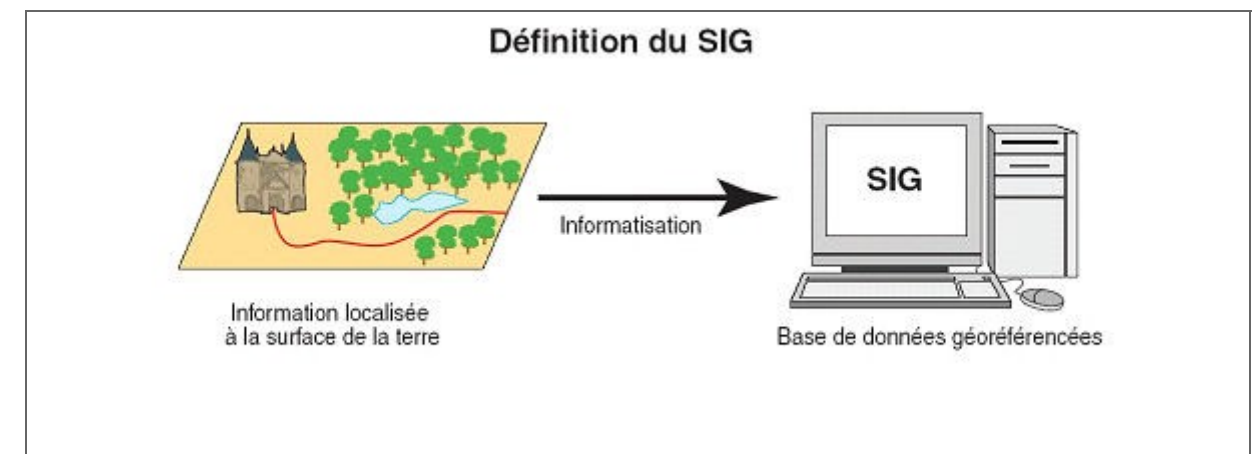 Définition du SIG
SIG
Informatisation
Information localisée
à la surface de la terre
Base de données géoréférencées